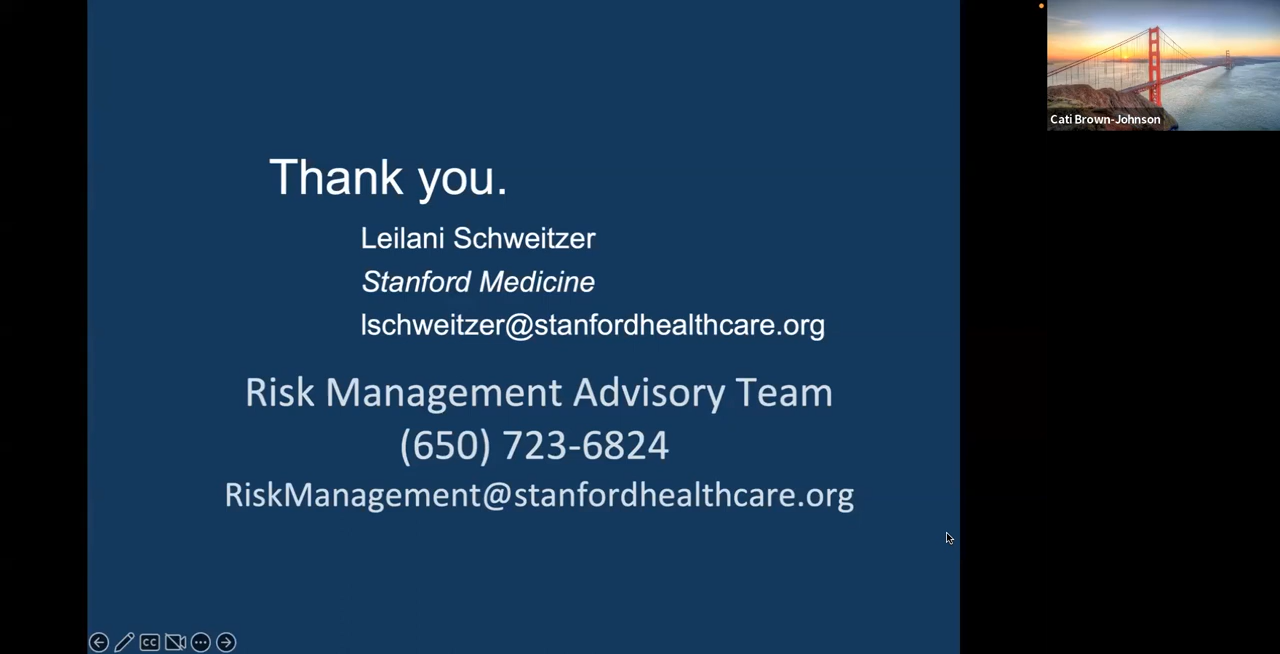 Thank you.
Leilani Schweitzer
Stanford Medicine
lschweitzer@stanfordhealthcare.org
Risk Management Advisory Team
(650) 723-6824
RiskManagement@stanfordhealthcare.org
Cati Brown-Johnson
CC